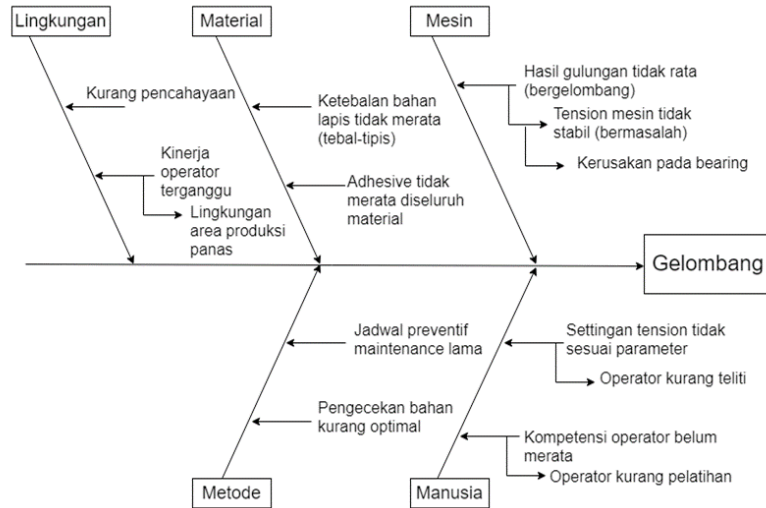 Lingkungan
Material
Mesin
Kurang pencahayaan
Kinerja
operator
terganggu
Lingkungan
area produksi
panas
Ketebalan bahan
lapis tidak merata
(tebal-tipis)
Adhesive tidak
merata diseluruh
material
Hasil gulungan tidak rata
(bergelombang)
Tension mesin tidak
stabil (bermasalah)
Kerusakan pada bearing
Gelombang
Jadwal preventif
maintenance lama
Pengecekan bahan
kurang optimal
Settingan tension tidak
sesuai parameter
Operator kurang teliti
Kompetensi operator belum
merata
Operator kurang pelatihan
Metode
Manusia